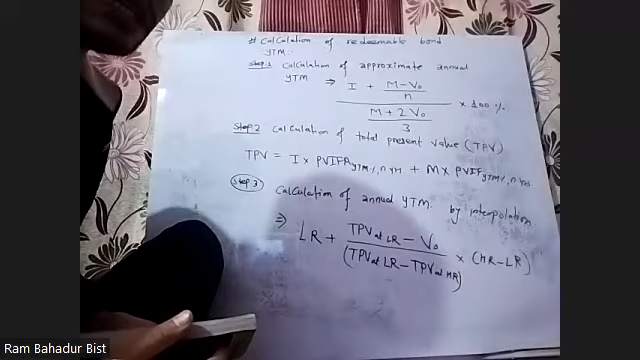 # Calculation of redeemable bond
YTM:-
Step:1 Calculation of approximate annual
YTM ⇒ I + (M-V₀)/n / (M+2V₀)/3 × 100 %
Step 2 Calculation of total present value (TPV)
TPV = I × PVIFA YTM%, n yrs + M × PVIF YTM%, n yrs
Step 3 Calculation of annual YTM by interpolation.
⇒ LR + (TPV at LR - V₀)/(TPV at LR - TPV at HR) × (HR-LR)
Ram Bahadur Bist